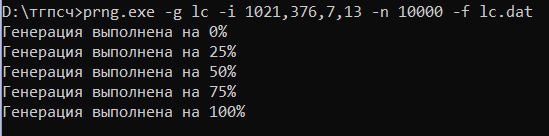 D:\тгпсч>prng.exe -g lc -i 1021,376,7,13 -n 10000 -f lc.dat
Генерация выполнена на 0%
Генерация выполнена на 25%
Генерация выполнена на 50%
Генерация выполнена на 75%
Генерация выполнена на 100%